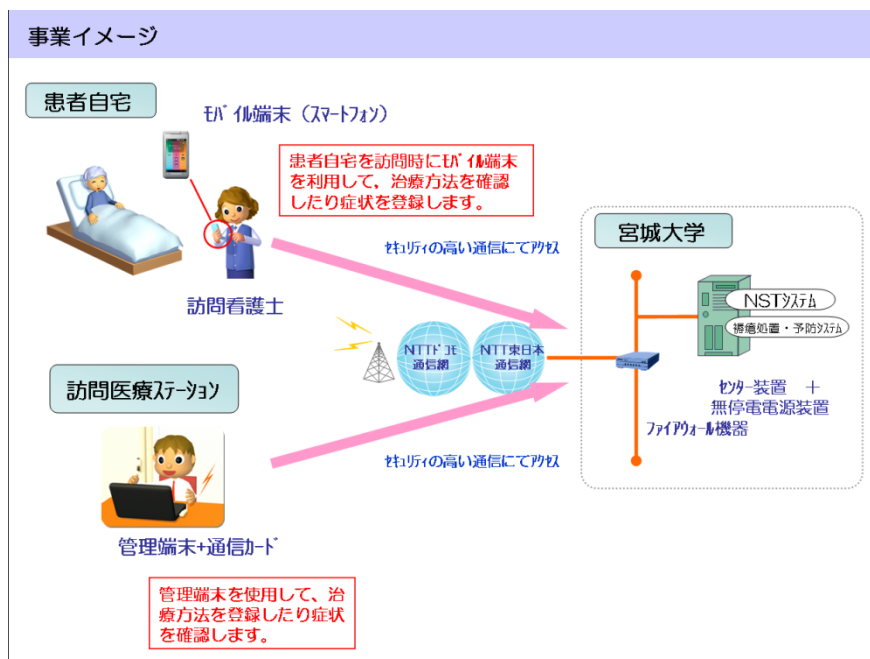 事業イメージ
患者自宅
ﾓﾊﾞｲﾙ端末（ｽﾏｰﾄﾌｫﾝ）
患者自宅を訪問時にﾓﾊﾞｲﾙ端末
を利用して、治療方法を確認
したり症状を登録します。
訪問看護士
ｾｷｭﾘﾃｨの高い通信にてｱｸｾｽ
宮城大学
NSTｼｽﾃﾑ
褥瘡処置・予防ｼｽﾃﾑ
NTTﾄﾞｺﾓ
通信網
NTT東日本
通信網
ｾﾝﾀｰ装置　＋
無停電電源装置
ﾌｧｲｱｳｫｰﾙ機器
訪問医療ｽﾃｰｼｮﾝ
ｾｷｭﾘﾃｨの高い通信にてｱｸｾｽ
管理端末+通信ｶｰﾄﾞ
管理端末を使用して、治
療方法を登録したり症状
を確認します。